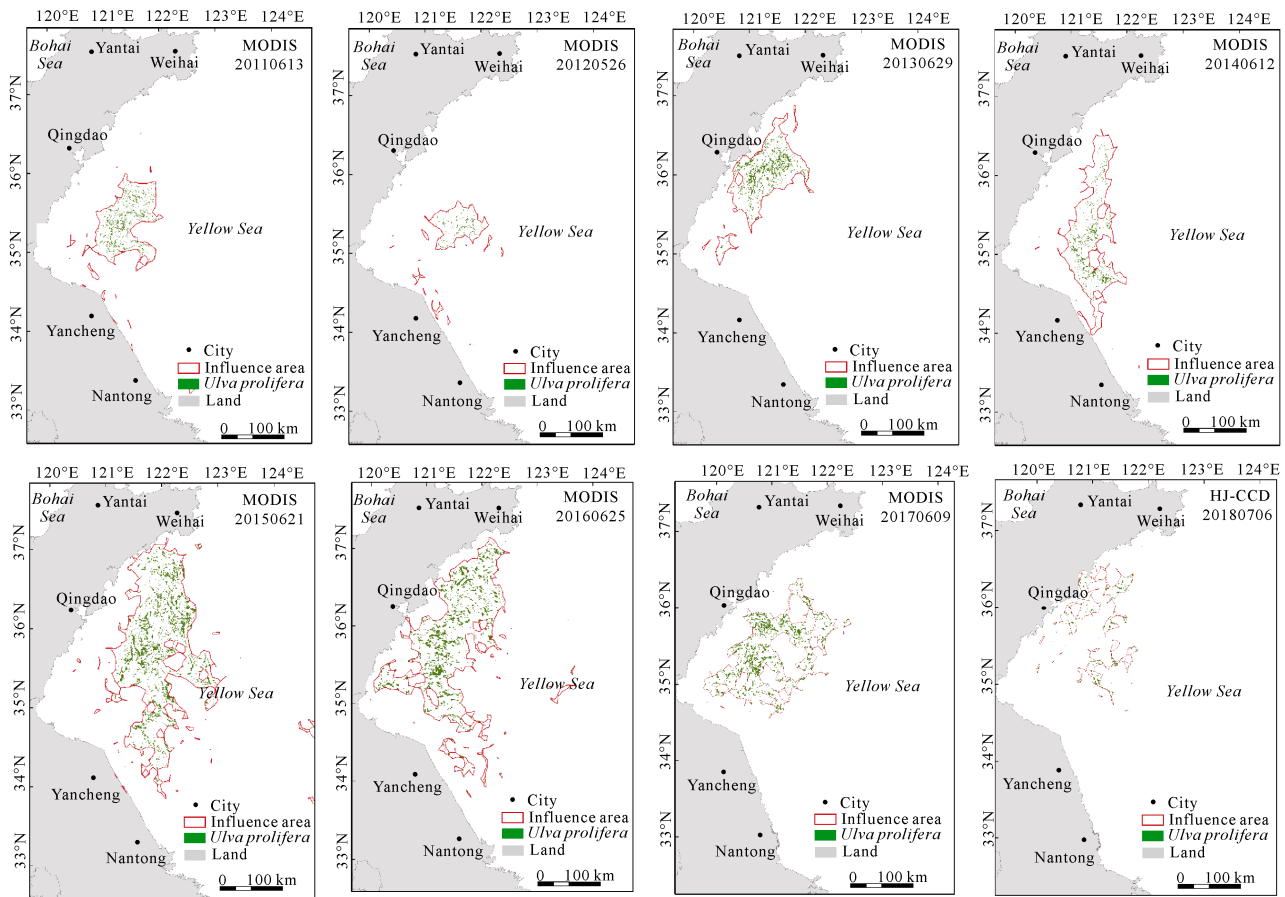 120°E 121°E 122°E 123°E 124°E
Bohai
Sea
Yantai
Weihai
MODIS
20110613
37°N
36°N
35°N
34°N
33°N
Qingdao
Yellow Sea
Yancheng
Nantong
City
Influence area
Ulva prolifera
Land
0 100 km
120°E 121°E 122°E 123°E 124°E
Bohai
Sea
Yantai
Weihai
MODIS
20120526
37°N
36°N
35°N
34°N
33°N
Qingdao
Yellow Sea
Yancheng
Nantong
City
Influence area
Ulva prolifera
Land
0 100 km
120°E 121°E 122°E 123°E 124°E
Bohai
Sea
Yantai
Weihai
MODIS
20130629
37°N
36°N
35°N
34°N
33°N
Qingdao
Yellow Sea
Yancheng
Nantong
City
Influence area
Ulva prolifera
Land
0 100 km
120°E 121°E 122°E 123°E 124°E
Bohai
Sea
Yantai
Weihai
MODIS
20140612
37°N
36°N
35°N
34°N
33°N
Qingdao
Yellow Sea
Yancheng
Nantong
City
Influence area
Ulva prolifera
Land
0 100 km
120°E 121°E 122°E 123°E 124°E
Bohai
Sea
Yantai
Weihai
MODIS
20150621
37°N
36°N
35°N
34°N
33°N
Qingdao
Yellow Sea
Yancheng
Nantong
City
Influence area
Ulva prolifera
Land
0 100 km
120°E 121°E 122°E 123°E 124°E
Bohai
Sea
Yantai
Weihai
MODIS
20160625
37°N
36°N
35°N
34°N
33°N
Qingdao
Yellow Sea
Yancheng
Nantong
City
Influence area
Ulva prolifera
Land
0 100 km
120°E 121°E 122°E 123°E 124°E
Bohai
Sea
Yantai
Weihai
MODIS
20170609
37°N
36°N
35°N
34°N
33°N
Qingdao
Yellow Sea
Yancheng
Nantong
City
Influence area
Ulva prolifera
Land
0 100 km
120°E 121°E 122°E 123°E 124°E
Bohai
Sea
Yantai
Weihai
HJ-CCD
20180706
37°N
36°N
35°N
34°N
33°N
Qingdao
Yellow Sea
Yancheng
Nantong
City
Influence area
Ulva prolifera
Land
0 100 km